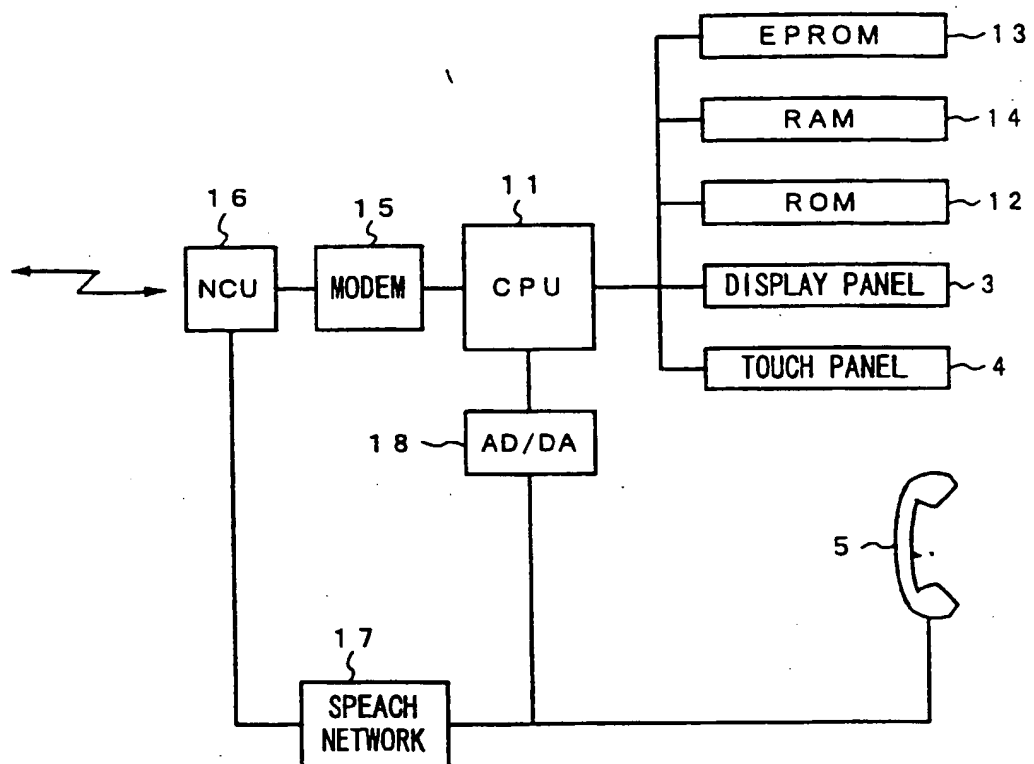 EPROM 13
RAM 14
ROM 12
DISPLAY PANEL 3
TOUCH PANEL 4
16
NCU
15
MODEM
11
CPU
18 AD/DA
5
17
SPEACH
NETWORK